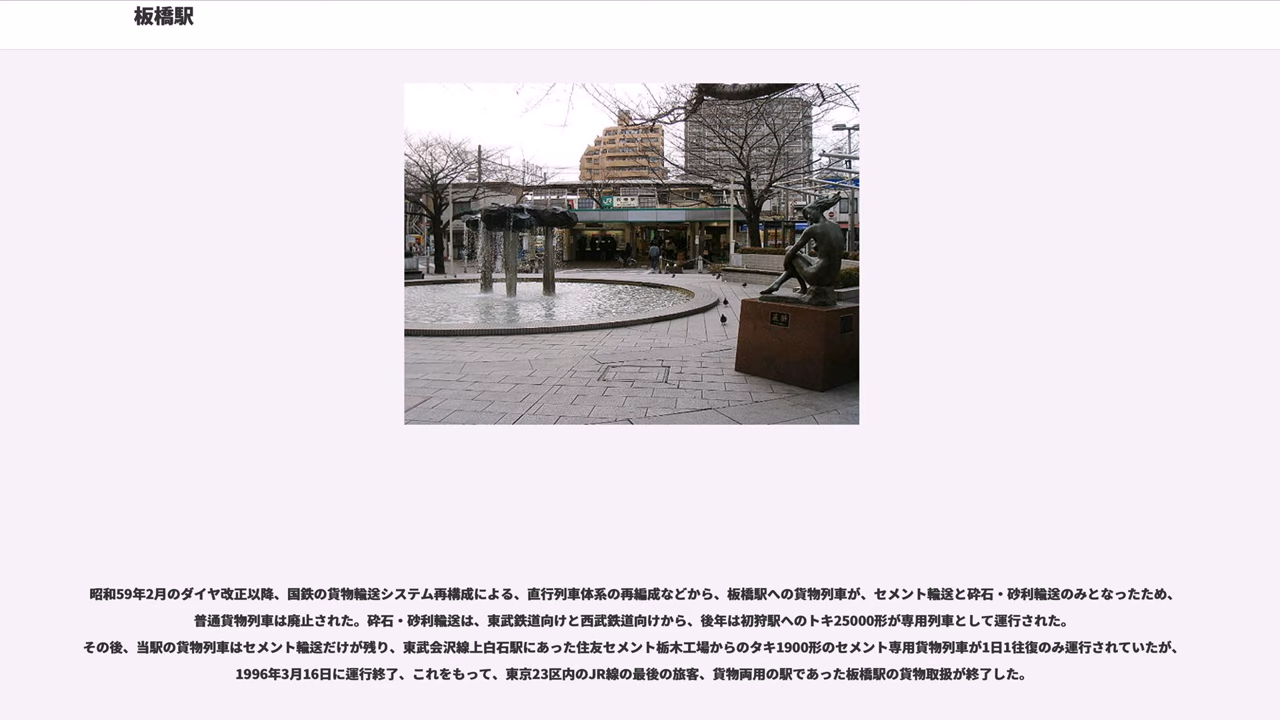 板橋駅
昭和59年2月のダイヤ改正以降、国鉄の貨物輸送システム再構成による、直行列車体系の再編成などから、板橋駅への貨物列車が、セメント輸送と砕石・砂利輸送のみとなったため、
普通貨物列車は廃止された。砕石・砂利輸送は、東武鉄道向けと西武鉄道向けから、後年は初狩駅へのトキ25000形が専用列車として運行された。
その後、当駅の貨物列車はセメント輸送だけが残り、東武会沢線上白石駅にあった住友セメント栃木工場からのタキ1900形のセメント専用貨物列車が1日1往復のみ運行されていたが、
1996年3月16日に運行終了、これをもって、東京23区内のJR線の最後の旅客、貨物両用の駅であった板橋駅の貨物取扱が終了した。